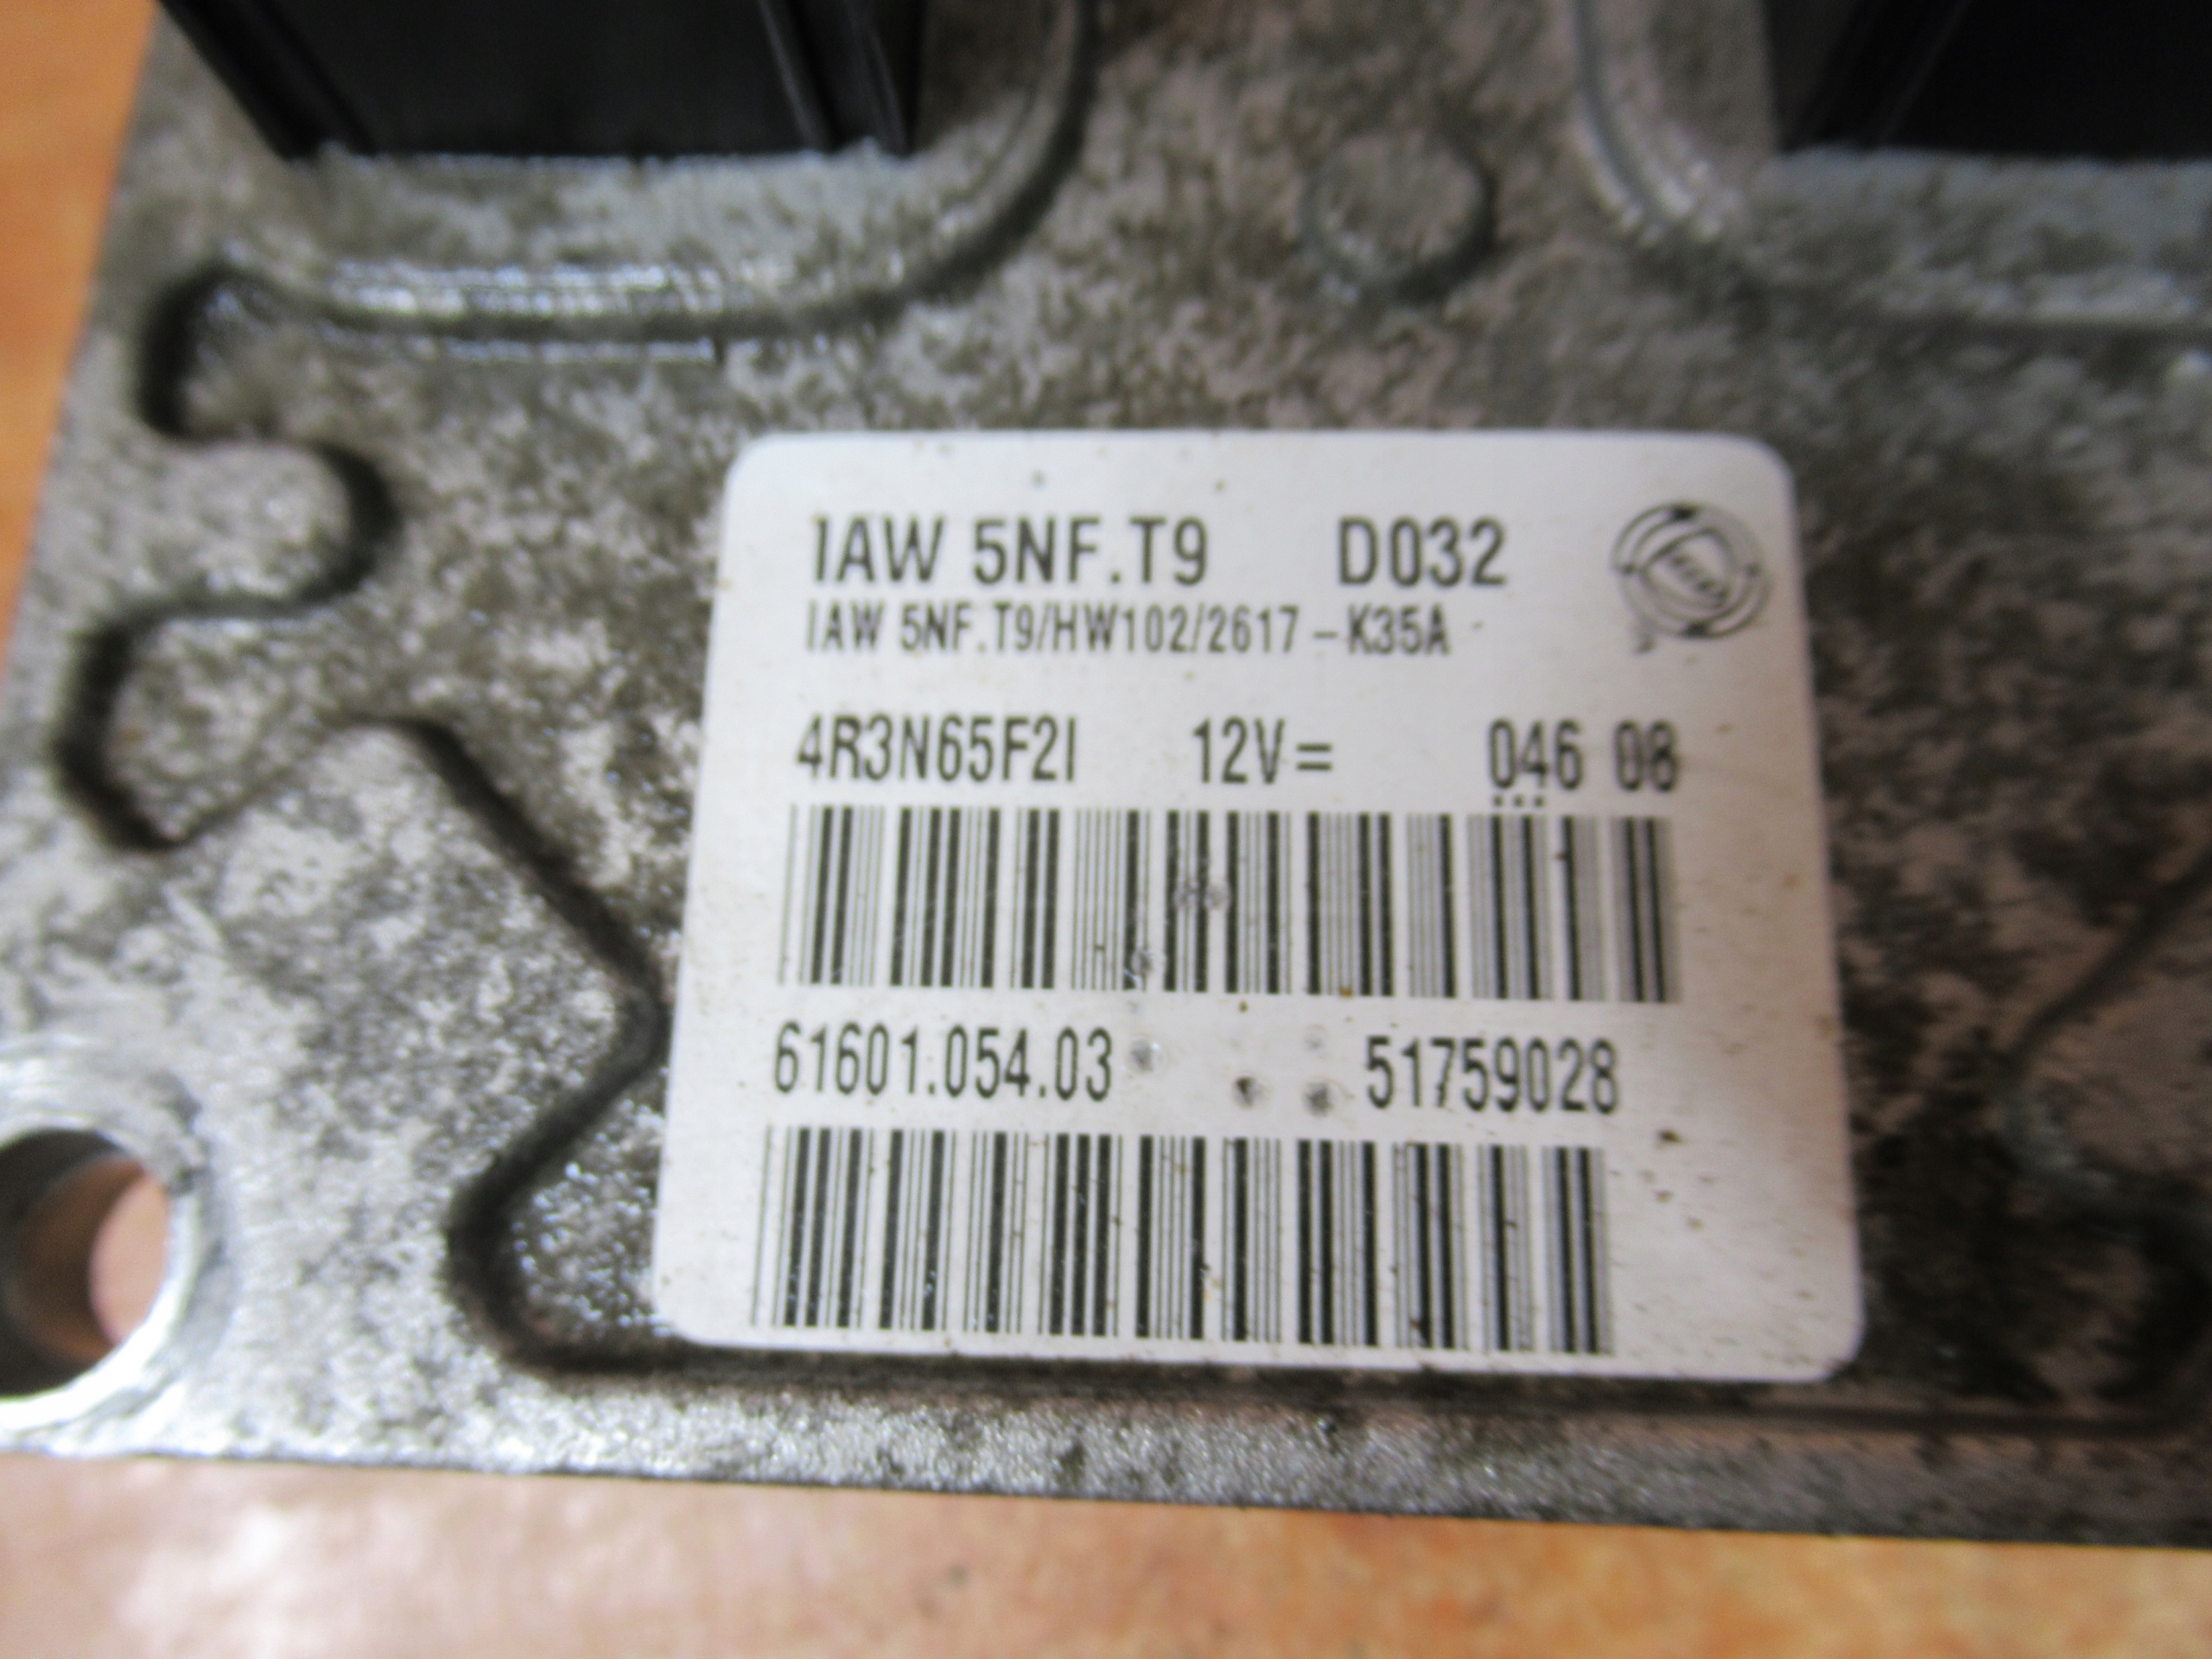 IAW 5NF.T9 D032
IAW 5NF.T9/HW102/2617-K35A
4R3N65F2I 12V= 046 08
61601.054.03 51759028